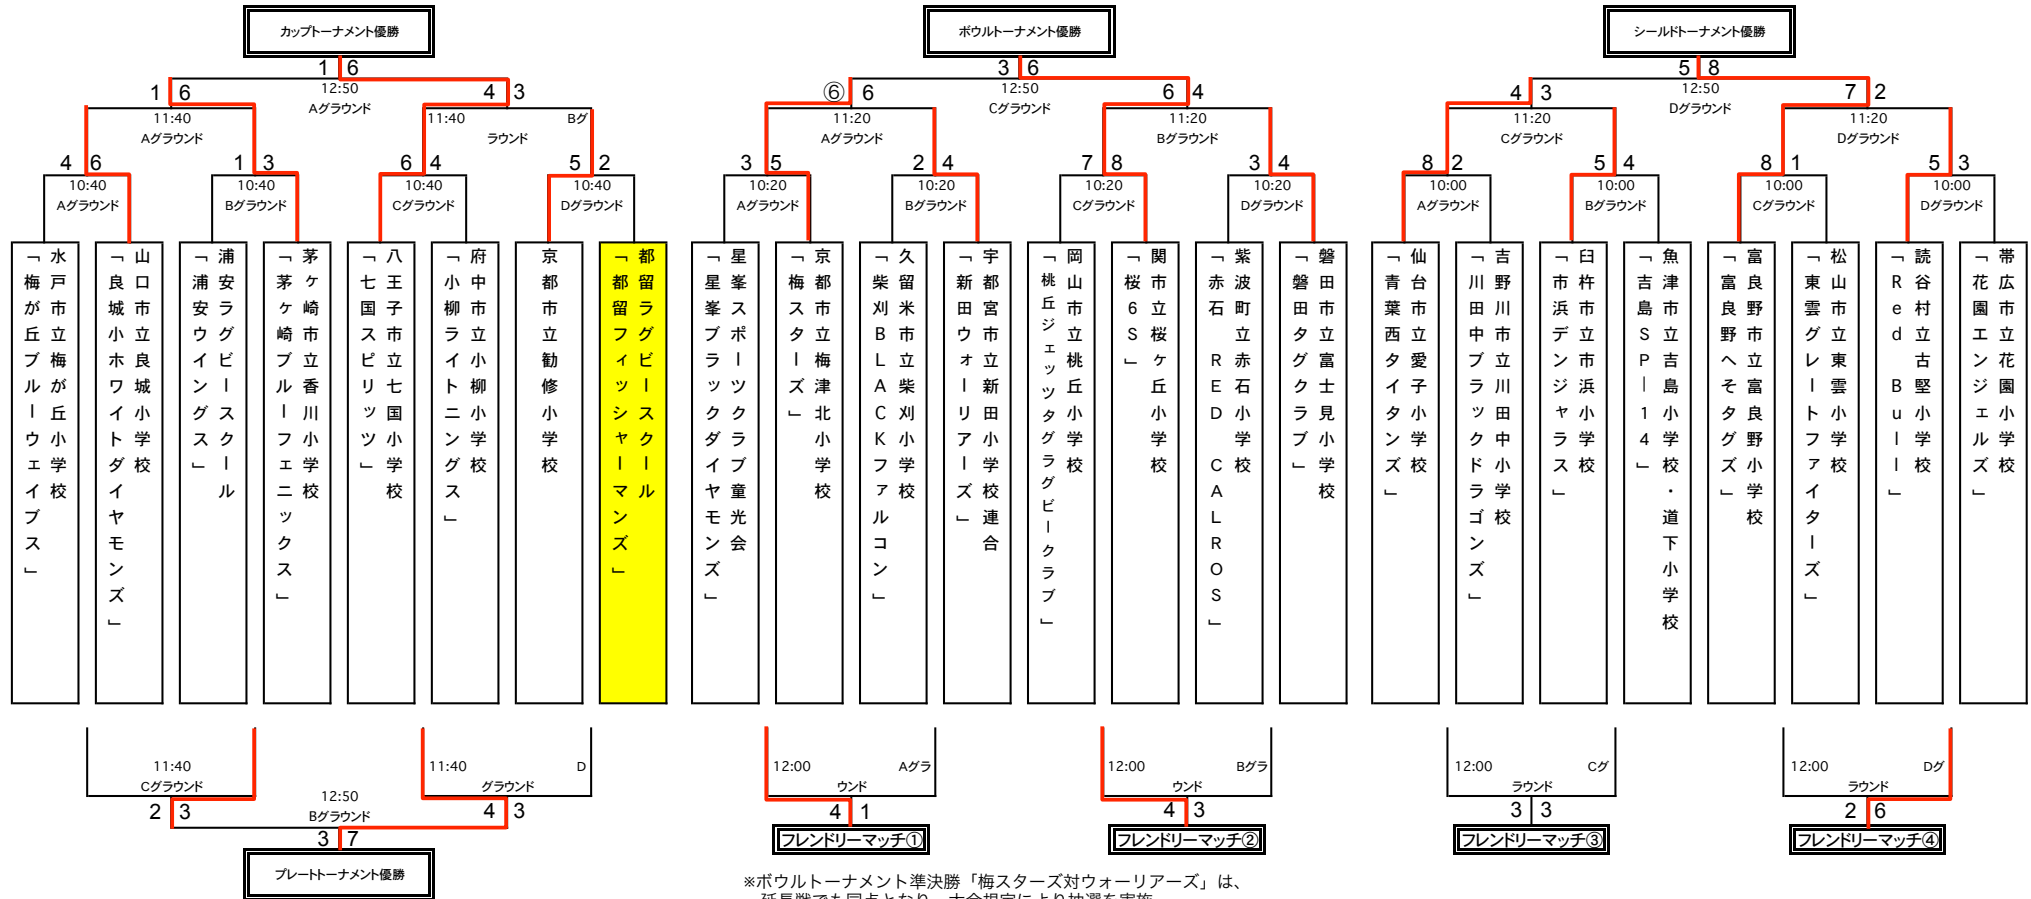 カップトーナメント優勝
ボウルトーナメント優勝
シールドトーナメント優勝
1 6
12:50
Aグラウンド
3 6
12:50
Cグラウンド
5 8
12:50
Dグラウンド
1 6
11:40
Aグラウンド
4 3
11:40 Bグ
ラウンド
⑥ 6
11:20
Aグラウンド
6 4
11:20
Bグラウンド
4 3
11:20
Cグラウンド
7 2
11:20
Dグラウンド
4 6
10:40
Aグラウンド
1 3
10:40
Bグラウンド
6 4
10:40
Cグラウンド
5 2
10:40
Dグラウンド
3 5
10:20
Aグラウンド
2 4
10:20
Bグラウンド
7 8
10:20
Cグラウンド
3 4
10:20
Dグラウンド
8 2
10:00
Aグラウンド
5 4
10:00
Bグラウンド
8 1
10:00
Cグラウンド
5 3
10:00
Dグラウンド
水戸市立梅が丘小学校
「梅が丘ブルーウェイブス」
山口市立良城小学校
「良城小ホワイトダイヤモンズ」
浦安ラグビースクール
「浦安ウイングス」
茅ヶ崎市立香川小学校
「茅ヶ崎ブルーフェニックス」
八王子市立七国小学校
「七国スピリッツ」
府中市立小柳小学校
「小柳ライトニングス」
京都市立勧修小学校
都留ラグビースクール
「都留フィッシャーマンズ」
星峯スポーツクラブ童光会
「星峯ブラックダイヤモンズ」
京都市立梅津北小学校
「梅スターズ」
久留米市立柴刈小学校
「柴刈BLACKファルコン」
宇都宮市立新田小学校連合
「新田ウォーリアーズ」
岡山市立桃丘小学校
「桃丘ジェッツタグラグビークラブ」
関市立桜ヶ丘小学校
「桜6S」
紫波町立赤石小学校
「赤石 RED CALROS」
磐田市立富士見小学校
「磐田タグクラブ」
仙台市立愛子小学校
「青葉西タイタンズ」
吉野川市立川田中小学校
「川田中ブラックドラゴンズ」
臼杵市立市浜小学校
「市浜デンジャラス」
魚津市立吉島小学校・道下小学校
「吉島SP―14」
富良野市立富良野小学校
「富良野へそタグズ」
松山市立東雲小学校
「東雲グレートファイターズ」
読谷村立古堅小学校
「Red Bull」
帯広市立花園小学校
「花園エンジェルズ」
11:40
Cグラウンド
2 3
11:40 D
グラウンド
4 3
12:50
Bグラウンド
3 7
プレートトーナメント優勝
12:00 Aグラ
ウンド
4 1
フレンドリーマッチ①
12:00 Bグラ
ウンド
4 3
フレンドリーマッチ②
12:00 Cグ
ラウンド
3 3
フレンドリーマッチ③
12:00 Dグ
ラウンド
2 6
フレンドリーマッチ④
※ボウルトーナメント準決勝「梅スターズ対ウォーリアーズ」は、
延長戦でも同点となり、大会規定により抽選を実施